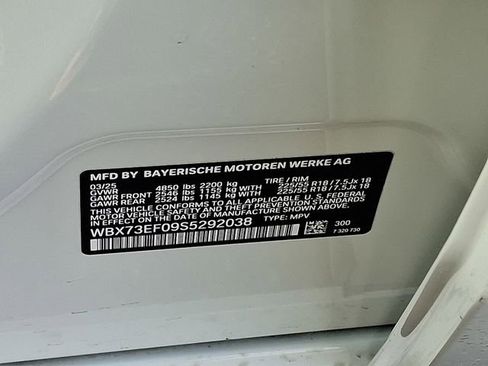 MFD BY BAYERISCHE MOTOREN WERKE AG
03/25 TIRE / RIM
GVWR 4850 lbs 2200 kg
GAWR FRONT 2546 lbs 1155 kg WITH 225/55 R18 / 7.5Jx 18
GAWR REAR 2524 lbs 1145 kg WITH 225/55 R18 / 7.5Jx 18
THIS VEHICLE CONFORMS TO ALL APPLICABLE U.S. FEDERAL
MOTOR VEHICLE SAFETY STANDARDS
IN EFFECT ON THE DATE OF MANUFACTURE SHOWN ABOVE.
WBX73EF09S5292038 TYPE: MPV
300
7 320 730